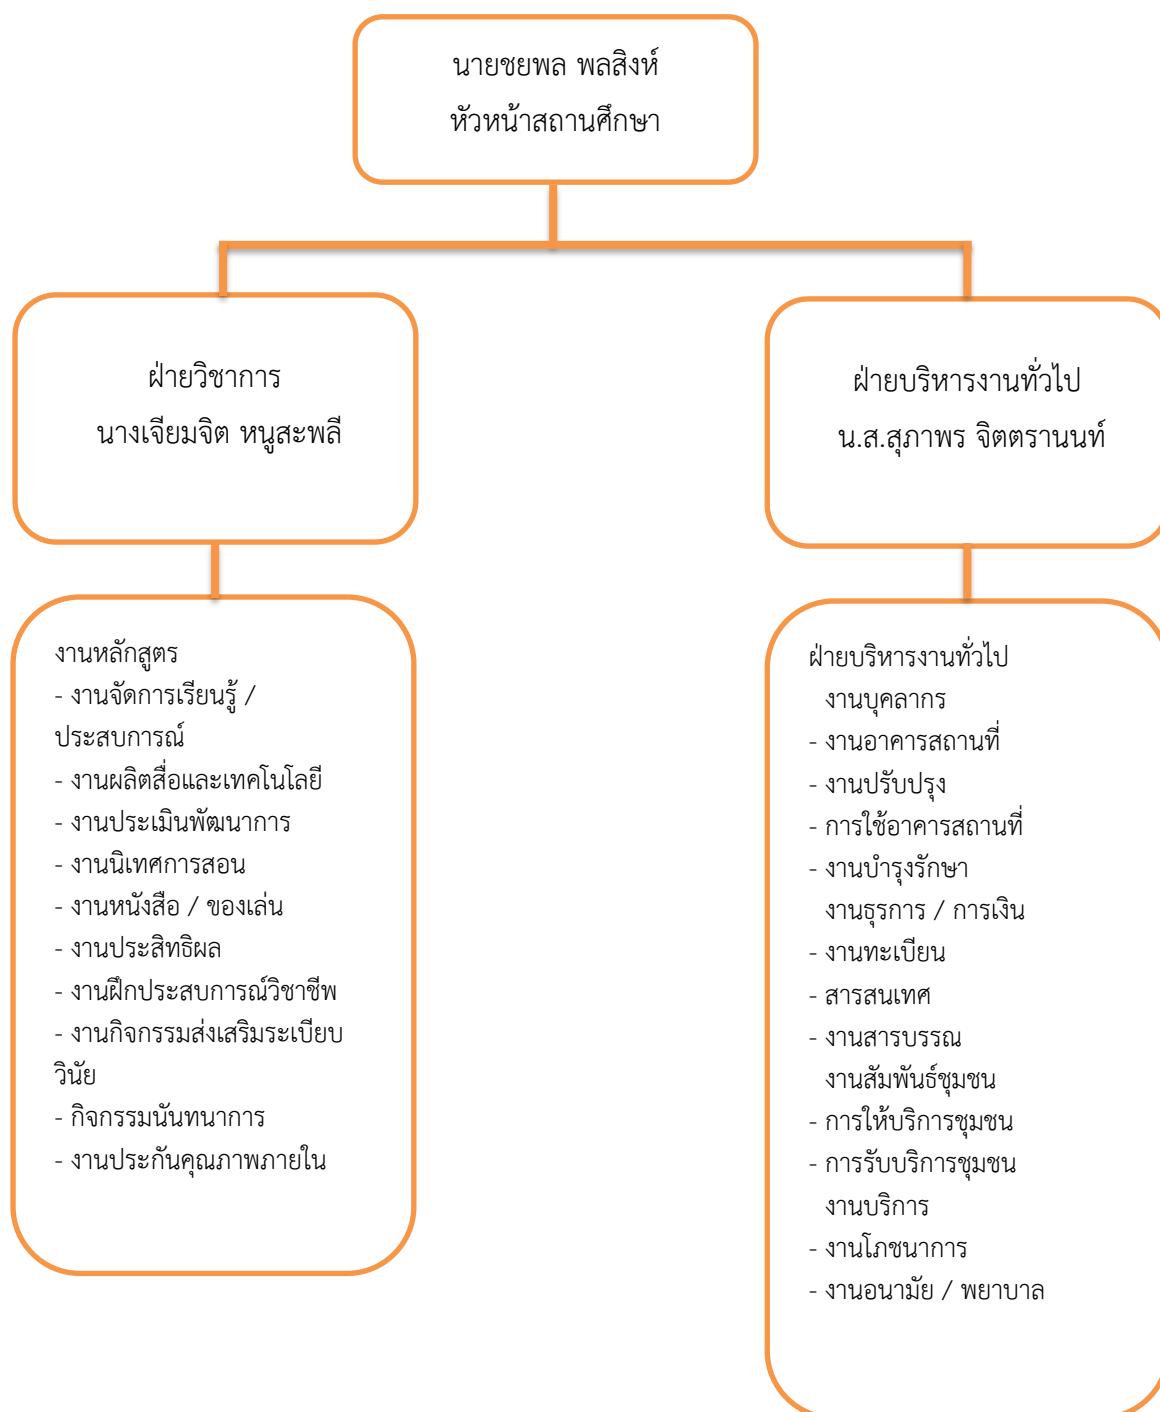 นายชยพล พลสิงห์
หัวหน้าสถานศึกษา
ฝ่ายวิชาการ
นางเจียมจิต หนูสะพลี
ฝ่ายบริหารงานทั่วไป
น.ส.สุภาพร จิตตรานนท์
งานหลักสูตร
- งานจัดการเรียนรู้ /
ประสบการณ์
- งานผลิตสื่อและเทคโนโลยี
- งานประเมินพัฒนาการ
- งานนิเทศการสอน
- งานหนังสือ / ของเล่น
- งานประสิทธิผล
- งานฝึกประสบการณ์วิชาชีพ
- งานกิจกรรมส่งเสริมระเบียบ
วินัย
- กิจกรรมนันทนาการ
- งานประกันคุณภาพภายใน
ฝ่ายบริหารงานทั่วไป
งานบุคลากร
- งานอาคารสถานที่
- งานปรับปรุง
- การใช้อาคารสถานที่
- งานบำรุงรักษา
งานธุรการ / การเงิน
- งานทะเบียน
- สารสนเทศ
- งานสารบรรณ
งานสัมพันธ์ชุมชน
- การให้บริการชุมชน
- การรับบริการชุมชน
งานบริการ
- งานโภชนาการ
- งานอนามัย / พยาบาล